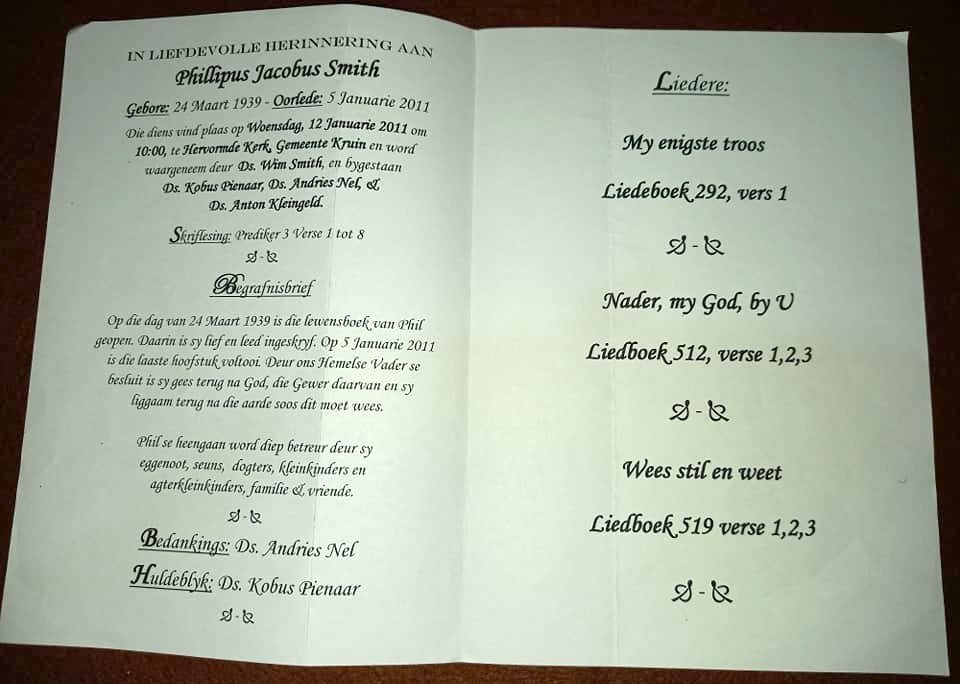 IN LIEFDEVOLLE HERINNERING AAN
Phillipus Jacobus Smith
Gebore: 24 Maart 1939 - Oorlede: 5 Januarie 2011
Die diens vind plaas op Woensdag, 12 Januarie 2011 om
10:00, te Hervormde Kerk, Gemeente Kruin en word
waargeneem deur Ds. Wim Smith, en bygestaan
Ds. Kobus Pienaar, Ds. Andries Nel, &
Ds. Anton Kleingeld.
Skriflesing: Prediker 3 Verse 1 tot 8
Begrafnisbrief
Op die dag van 24 Maart 1939 is die lewensboek van Phil
geopen. Daarin is sy lief en leed ingeskryf. Op 5 Januarie 2011
is die laaste hoofstuk voltooi. Deur ons Hemelse Vader se
besluit is sy gees terug na God, die Gewer daarvan en sy
liggaam terug na die aarde soos dit moet wees.
Phil se heengaan word diep betreur deur sy
eggenoot, seuns, dogters, kleinkinders en
agterkleinkinders, familie & vriende.
Bedankings: Ds. Andries Nel
Huldeblyk: Ds. Kobus Pienaar
Liedere:
My enigste troos
Liedeboek 292, vers 1
Nader, my God, by U
Liedboek 512, verse 1,2,3
Wees stil en weet
Liedboek 519 verse 1,2,3